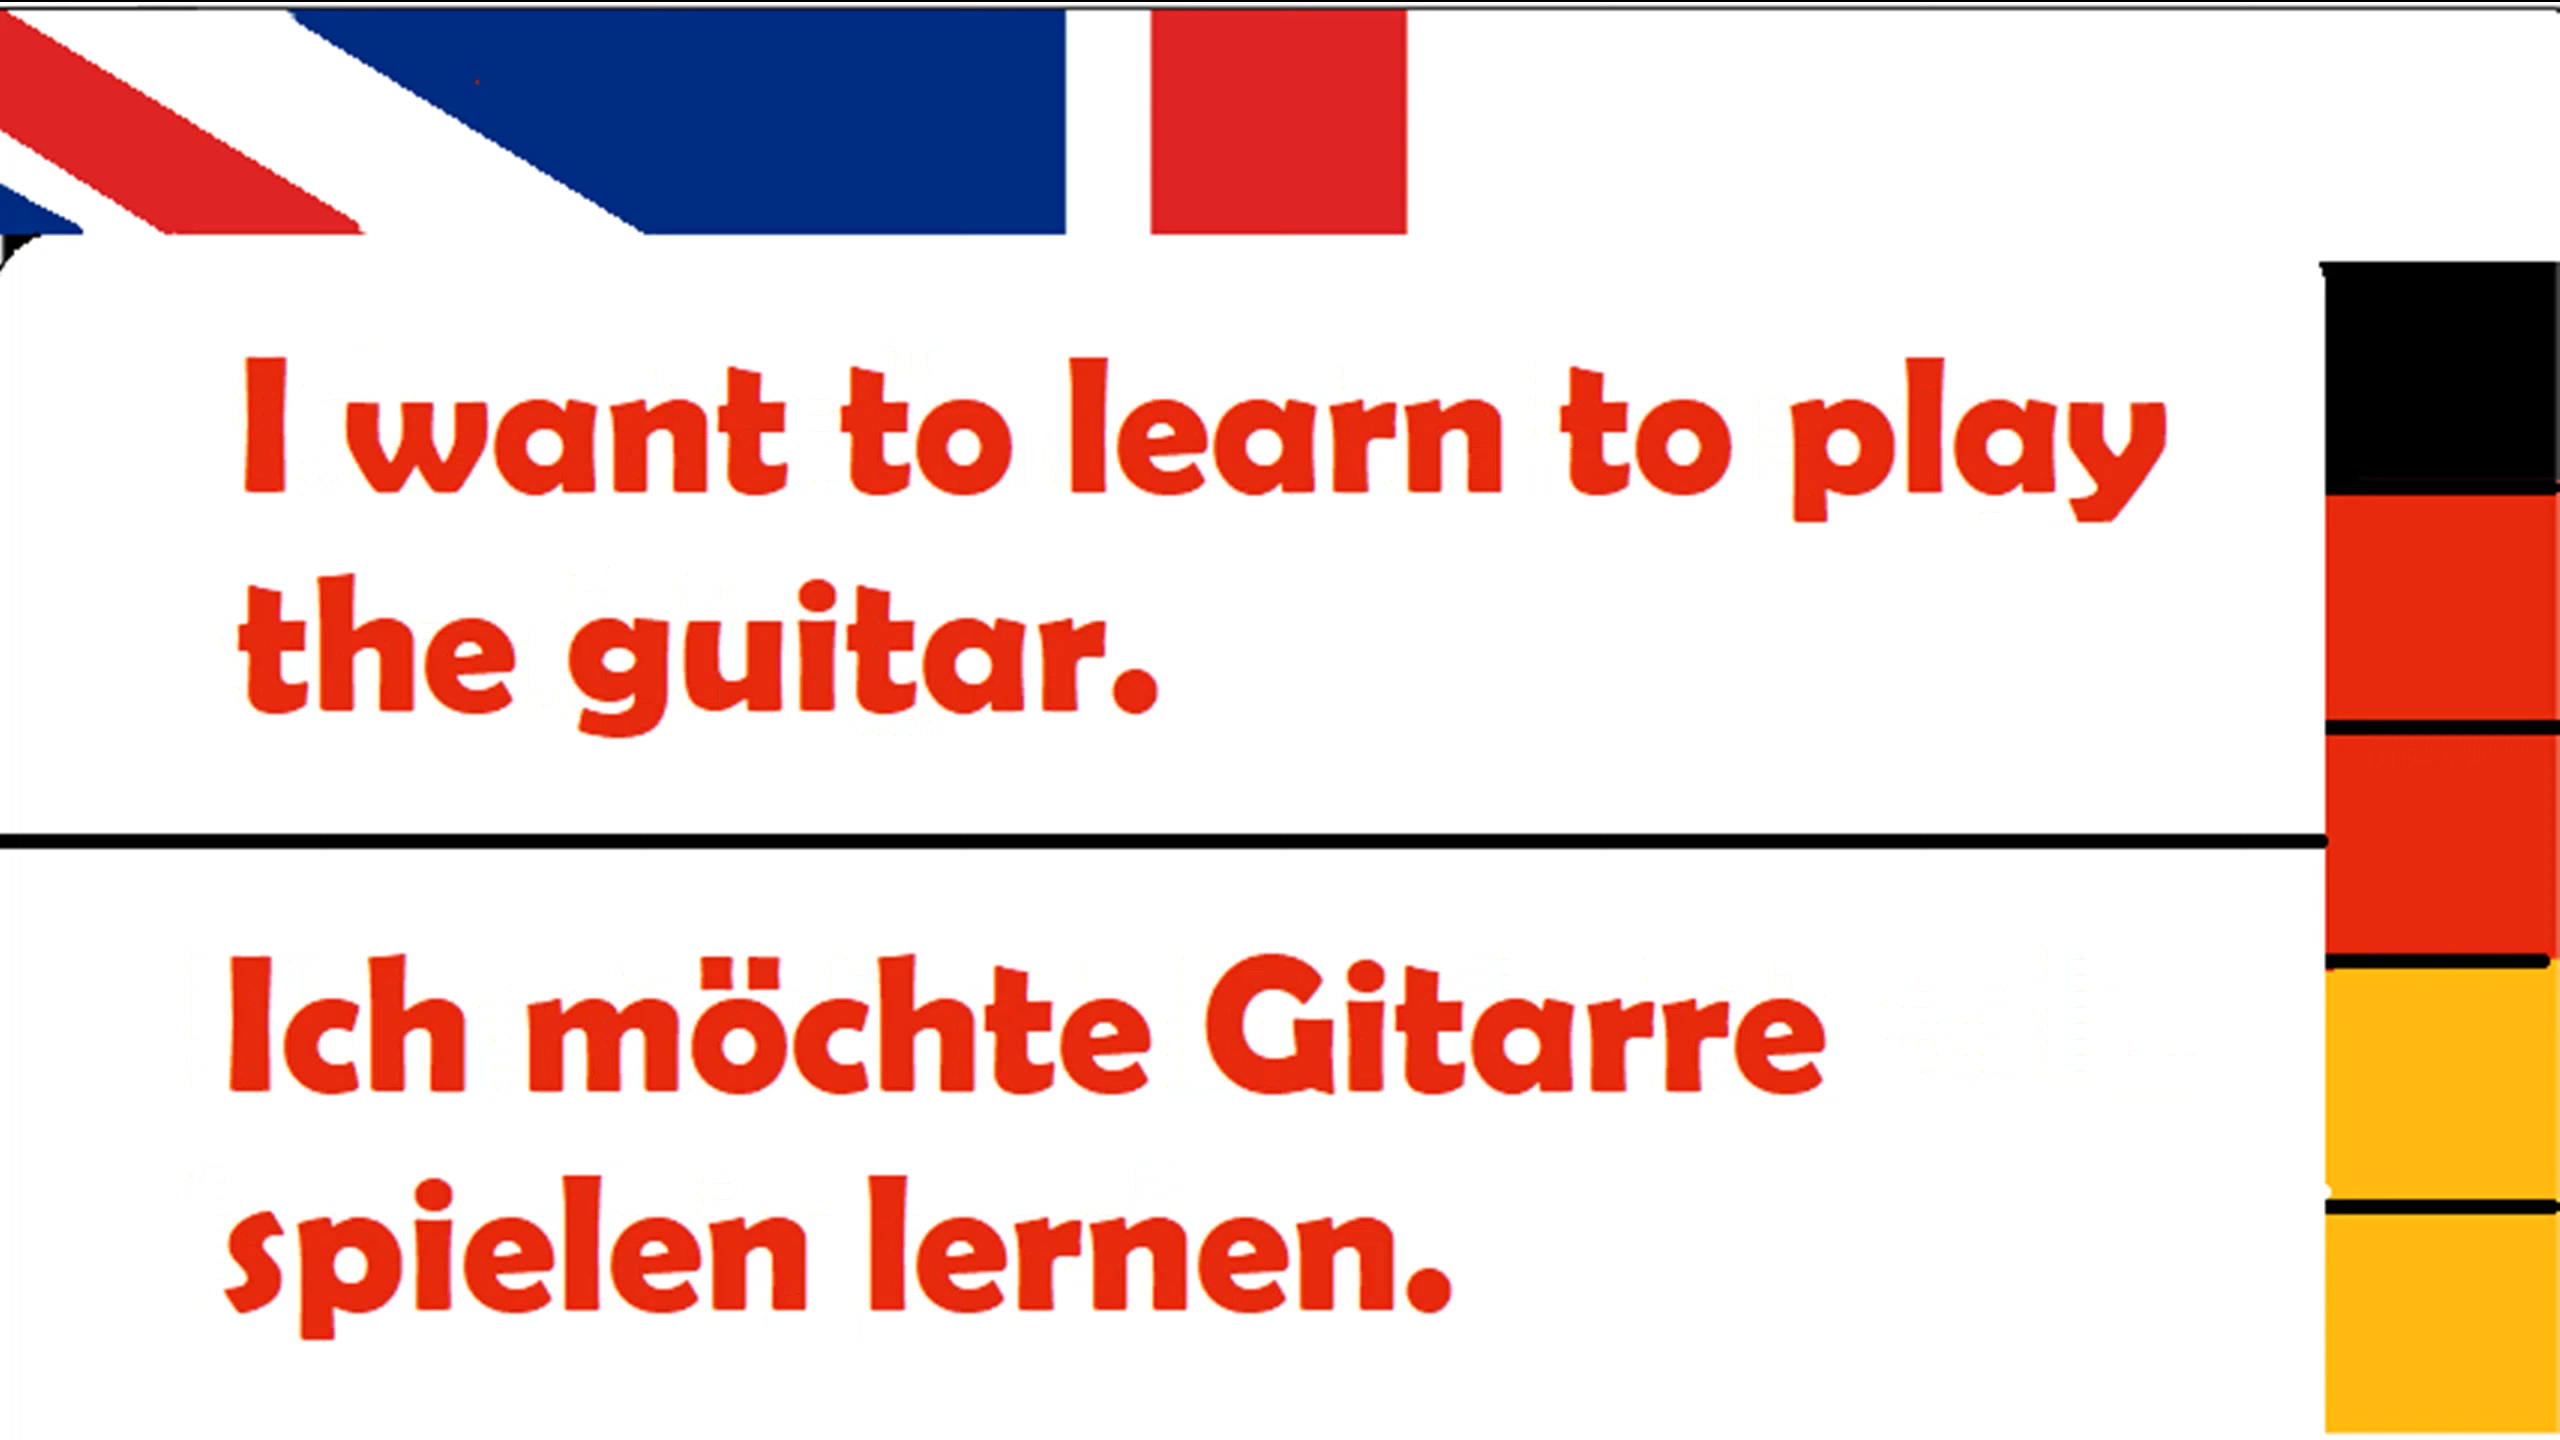 I want to learn to play
the guitar.
Ich möchte Gitarre
spielen lernen.